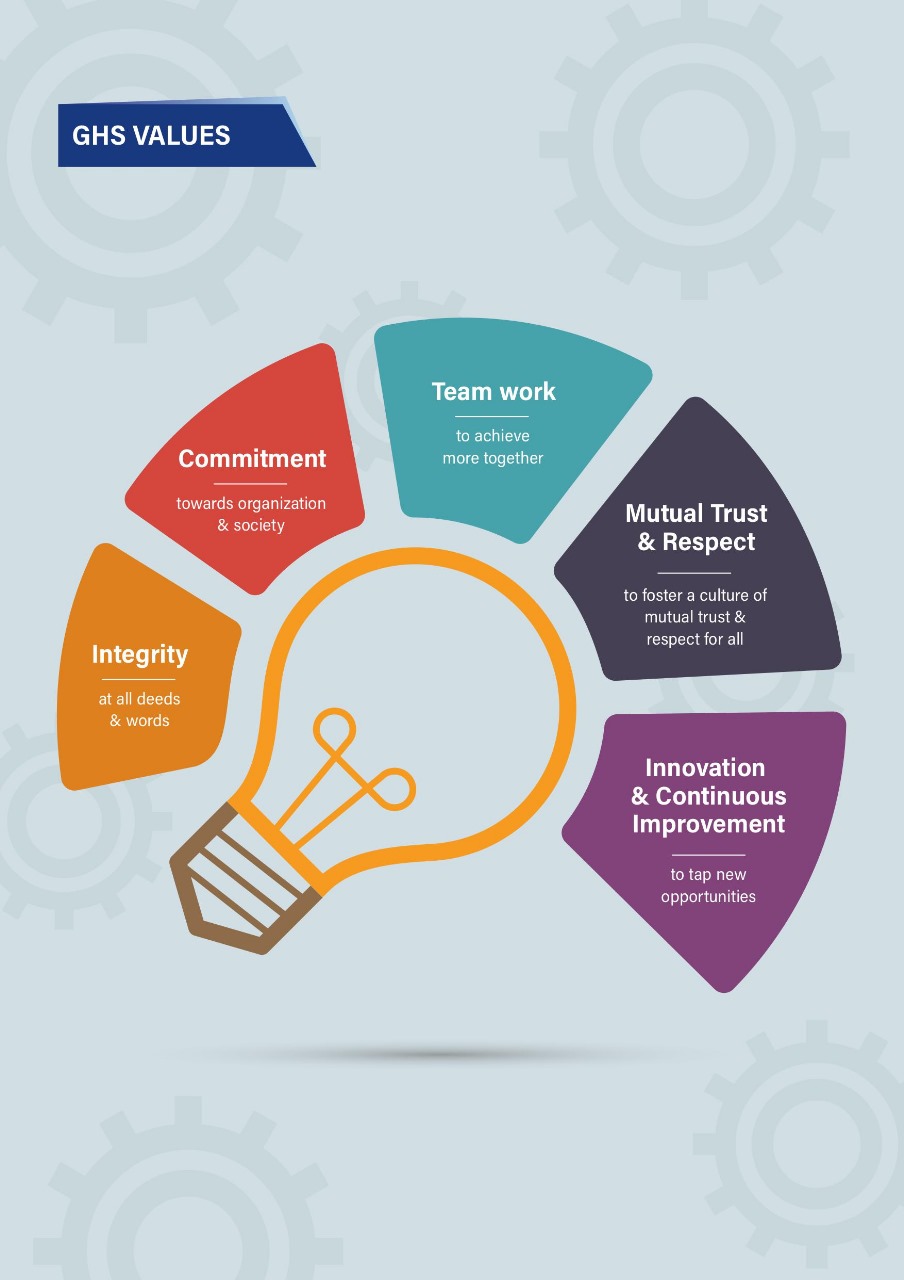 GHS VALUES
Integrity
at all deeds
& words
Commitment
towards organization
& society
Team work
to achieve
more together
Mutual Trust
& Respect
to foster a culture of
mutual trust &
respect for all
Innovation
& Continuous
Improvement
to tap new
opportunities